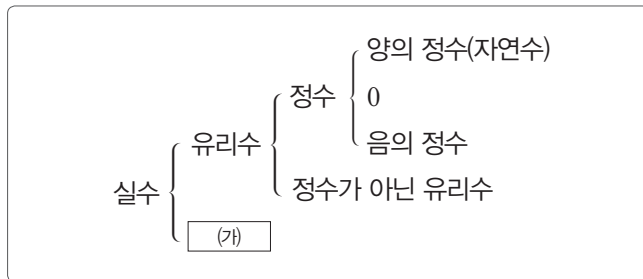 양의 정수(자연수)
정수
0
유리수
음의 정수
실수
정수가 아닌 유리수
(가)